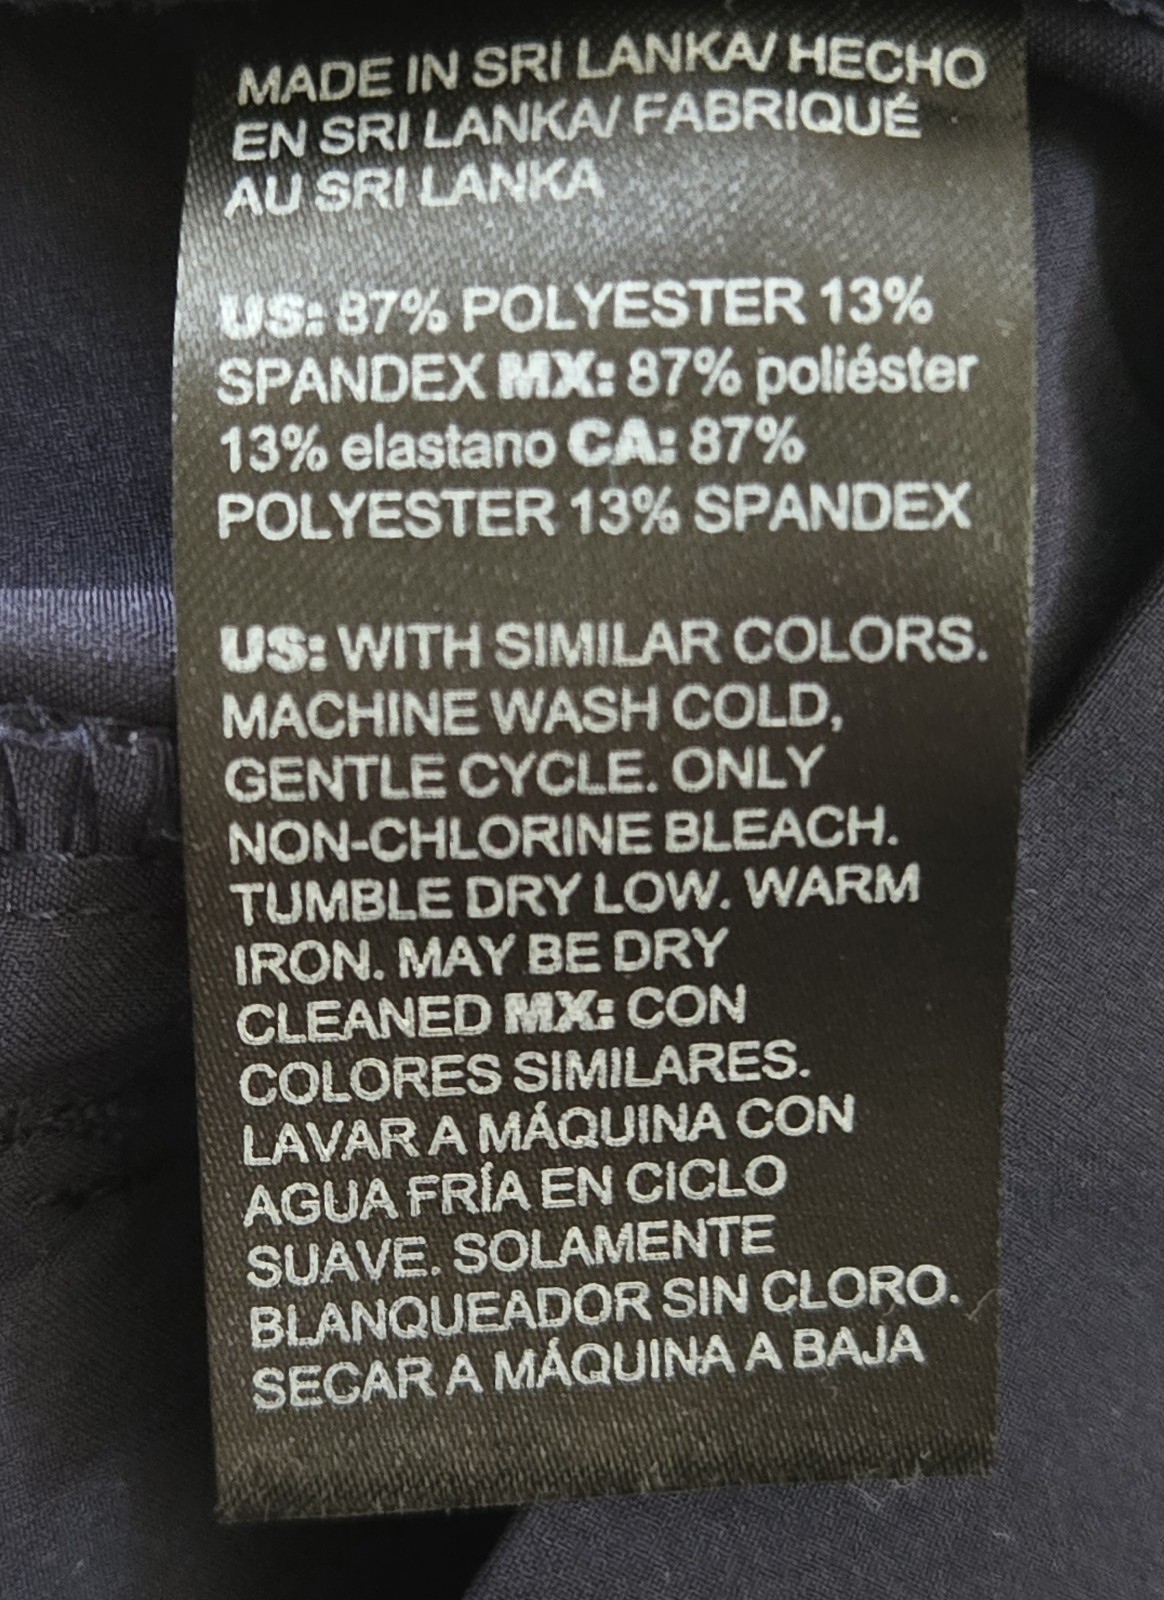 MADE IN SRI LANKA/ HECHO
EN SRI LANKA/ FABRIQUÉ
AU SRI LANKA
US: 87% POLYESTER 13%
SPANDEX MX: 87% poliéster
13% elastano CA: 87%
POLYESTER 13% SPANDEX
US: WITH SIMILAR COLORS.
MACHINE WASH COLD,
GENTLE CYCLE. ONLY
NON-CHLORINE BLEACH.
TUMBLE DRY LOW. WARM
IRON. MAY BE DRY
CLEANED MX: CON
COLORES SIMILARES.
LAVAR A MÁQUINA CON
AGUA FRÍA EN CICLO
SUAVE. SOLAMENTE
BLANQUEADOR SIN CLORO.
SECAR A MÁQUINA A BAJA